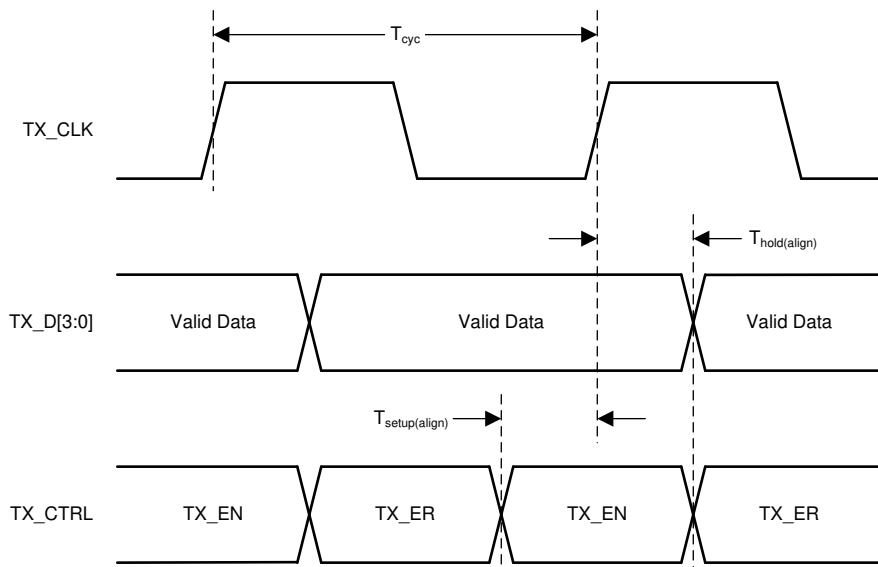 Tcyc
TX_CLK
Thold(align)
TX_D[3:0]
Valid Data
Valid Data
Valid Data
Tsetup(align)
TX_CTRL
TX_EN
TX_ER
TX_EN
TX_ER